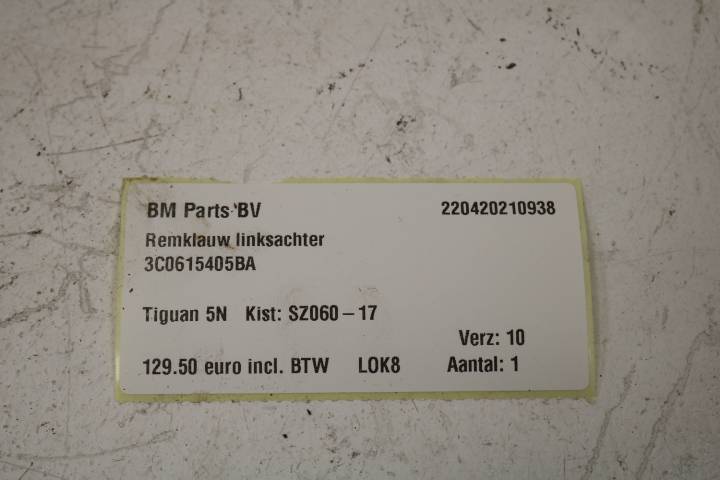 BM Parts BV 220420210938
Remklauw linksachter
3C0615405BA
Tiguan 5N Kist: SZ060-17
Verz: 10
129.50 euro incl. BTW LOK8 Aantal: 1